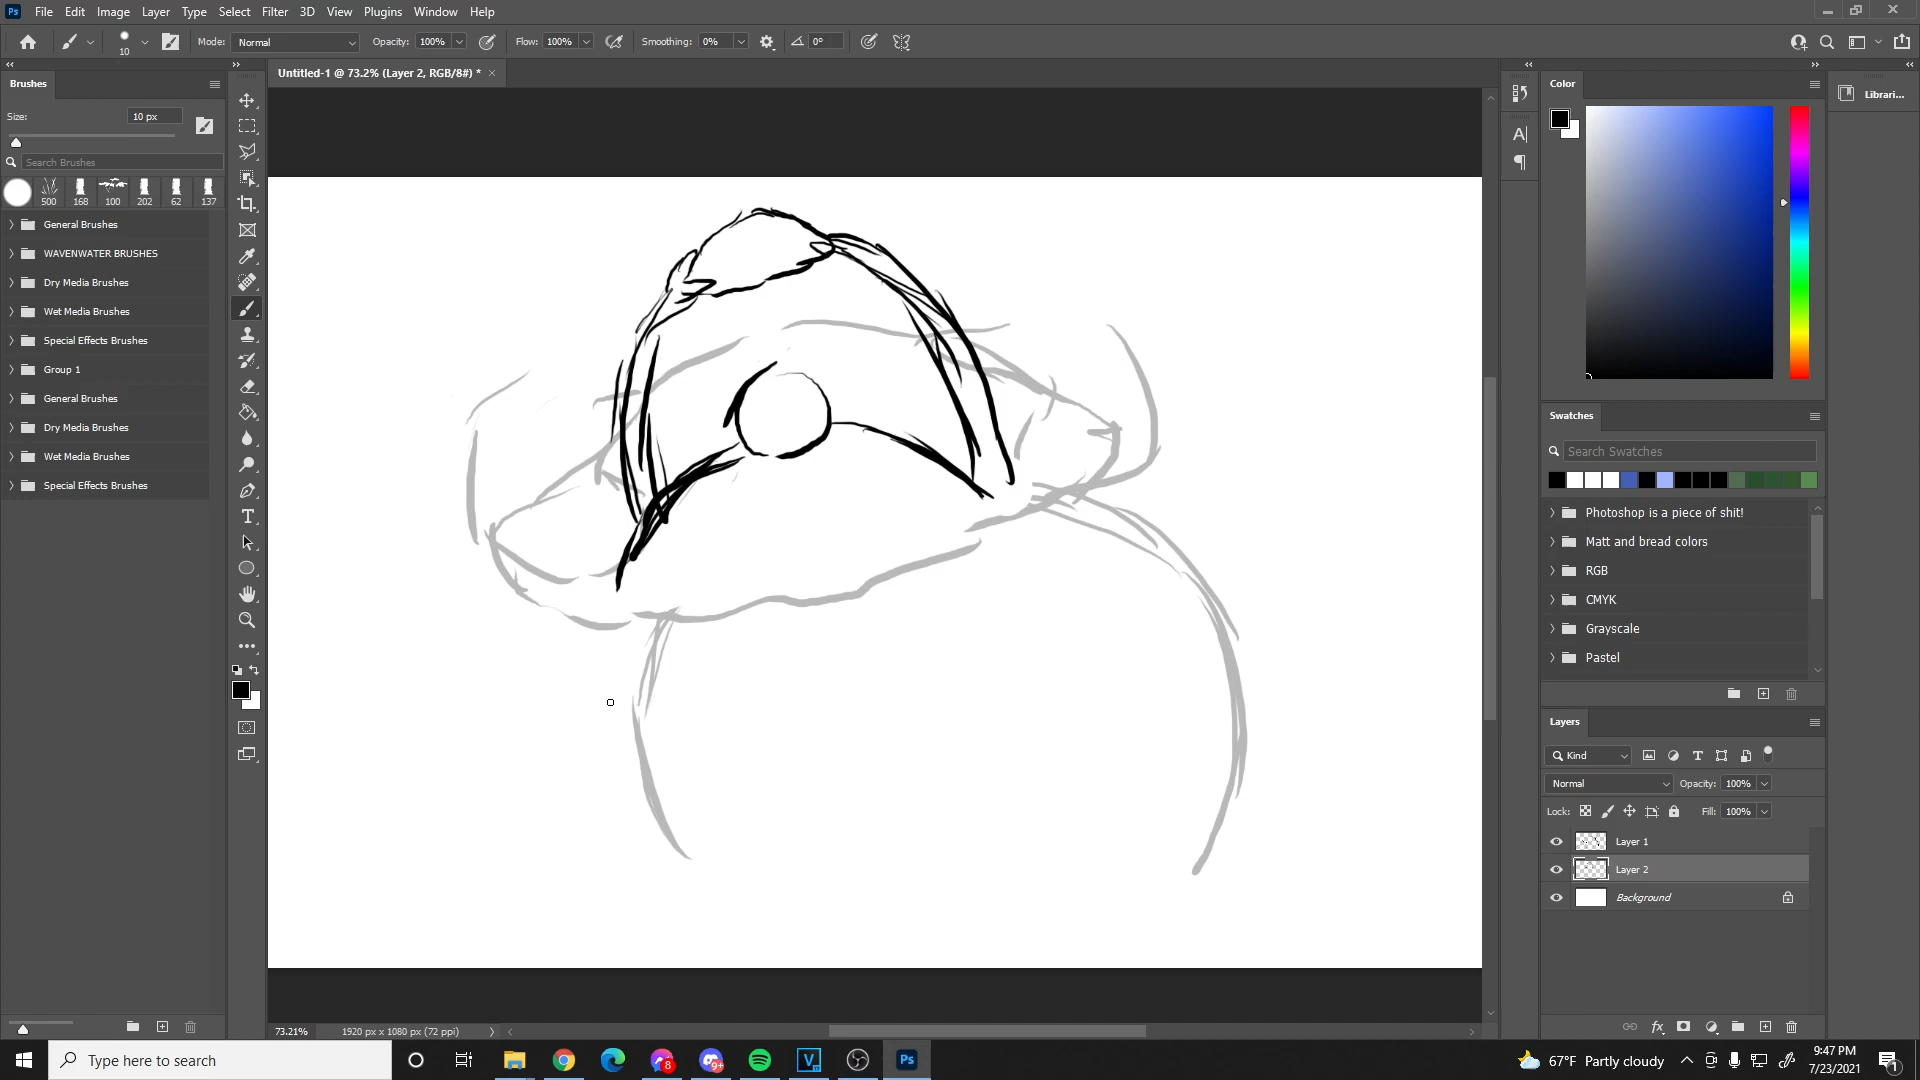 Ps File Edit Image Layer Type Select Filter 3D View Plugins Window Help
10 Mode: Normal Opacity: 100% Flow: 100% Smoothing: 0% 0°
Brushes
Size: 10 px
Search Brushes
500 168 100 202 62 137
General Brushes
WAVENWATER BRUSHES
Dry Media Brushes
Wet Media Brushes
Special Effects Brushes
Group 1
General Brushes
Dry Media Brushes
Wet Media Brushes
Special Effects Brushes
Untitled-1 @ 73.2% (Layer 2, RGB/8#) *
73.21% 1920 px x 1080 px (72 ppi)
Color
Librari...
Swatches
Search Swatches
Photoshop is a piece of shit!
Matt and bread colors
RGB
CMYK
Grayscale
Pastel
Layers
Kind
Normal Opacity: 100%
Lock: Fill: 100%
Layer 1
Layer 2
Background
Type here to search
8 9+ V Ps
67°F Partly cloudy
9:47 PM
7/23/2021
1